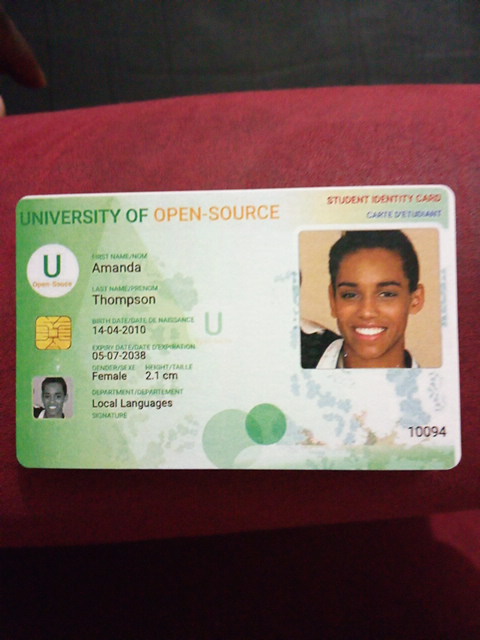 STUDENT IDENTITY CARD
UNIVERSITY OF OPEN-SOURCE
CARTE D'ETUDIANT
U
Open-Source
FIRST NAME/NOM
Amanda
LAST NAME/PRENOM
Thompson
BIRTH DATE/DATE DE NAISSANCE
14-04-2010
U
EXPIRY DATE/DATE D'EXPIRATION
05-07-2038
GENDER/SEXE HEIGHT/TAILLE
Female 2.1 cm
DEPARTMENT/DEPARTEMENT
Local Languages
SIGNATURE
10094